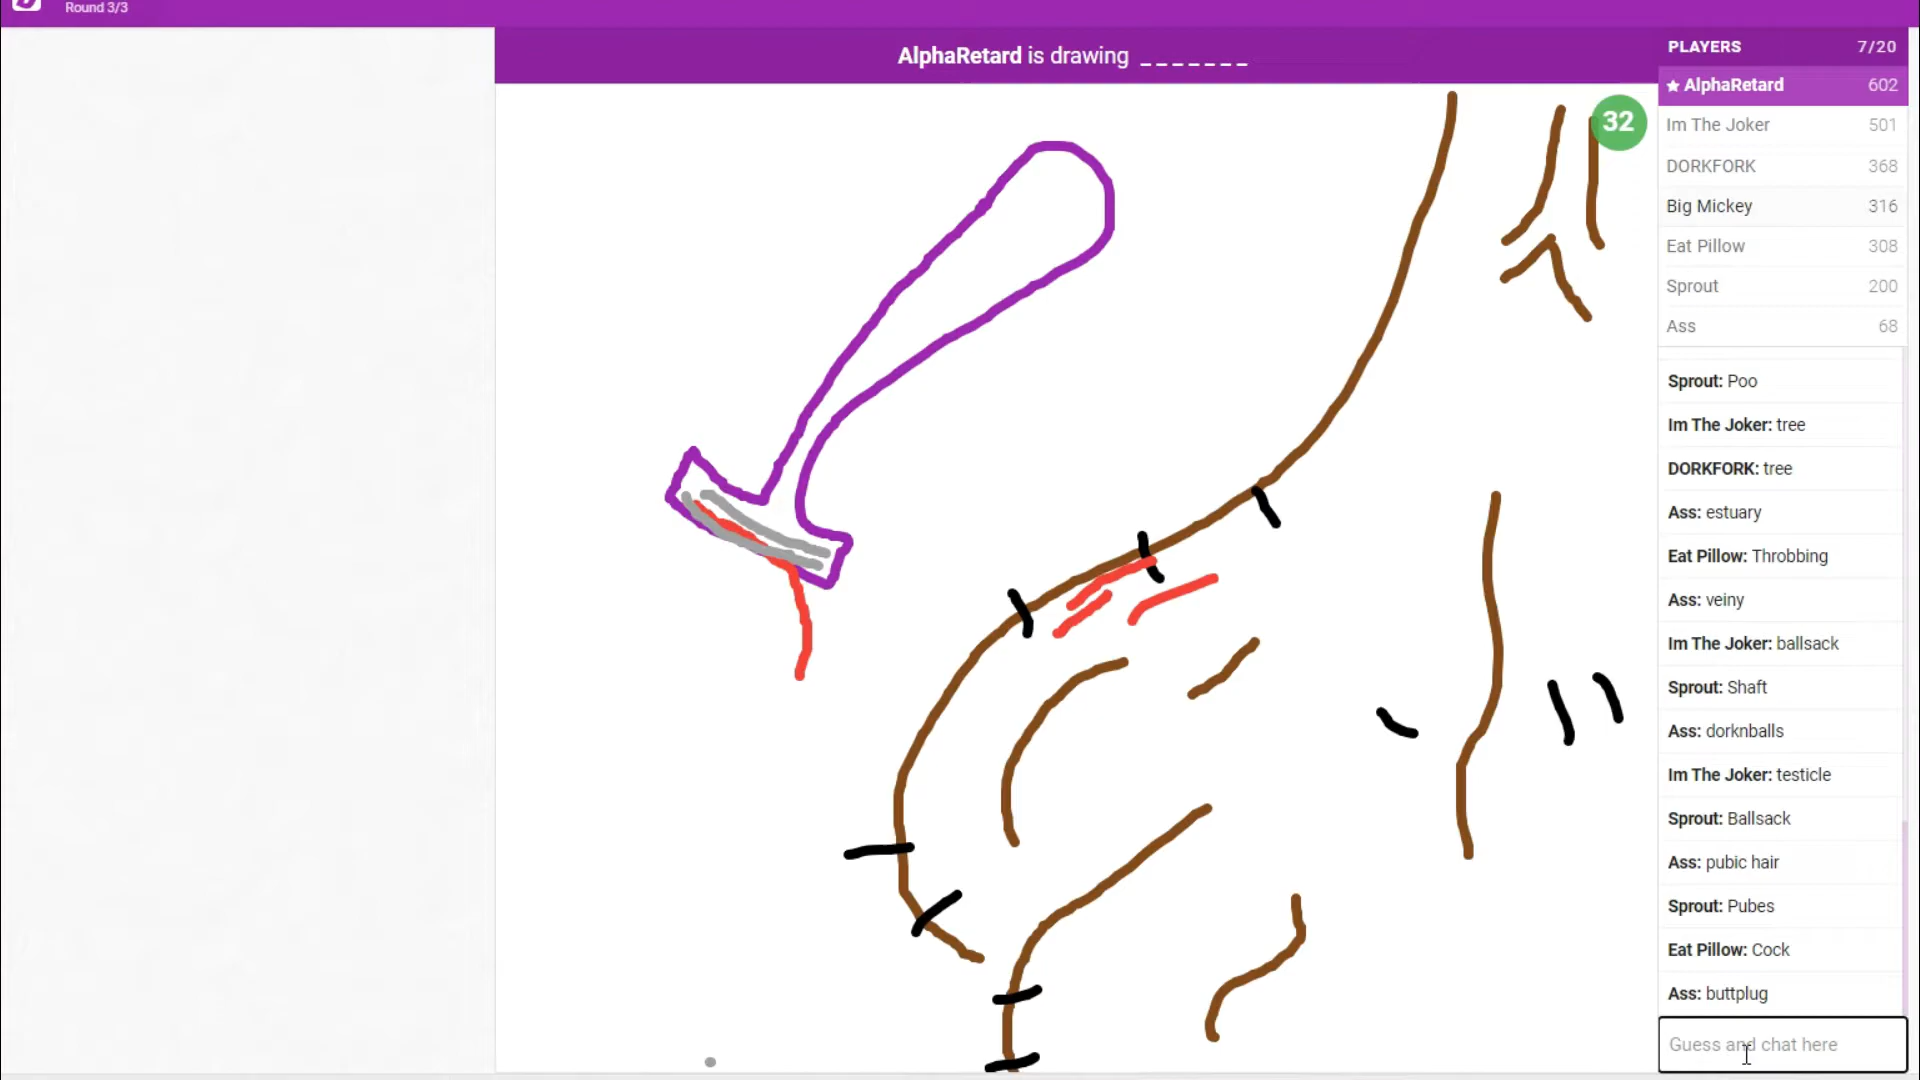 Round 3/3
AlphaRetard is drawing _ _ _ _ _ _ _
32
PLAYERS 7/20
★ AlphaRetard 602
Im The Joker 501
DORKFORK 368
Big Mickey 316
Eat Pillow 308
Sprout 200
Ass 68
Sprout: Poo
Im The Joker: tree
DORKFORK: tree
Ass: estuary
Eat Pillow: Throbbing
Ass: veiny
Im The Joker: ballsack
Sprout: Shaft
Ass: dorknballs
Im The Joker: testicle
Sprout: Ballsack
Ass: pubic hair
Sprout: Pubes
Eat Pillow: Cock
Ass: buttplug
Guess and chat here